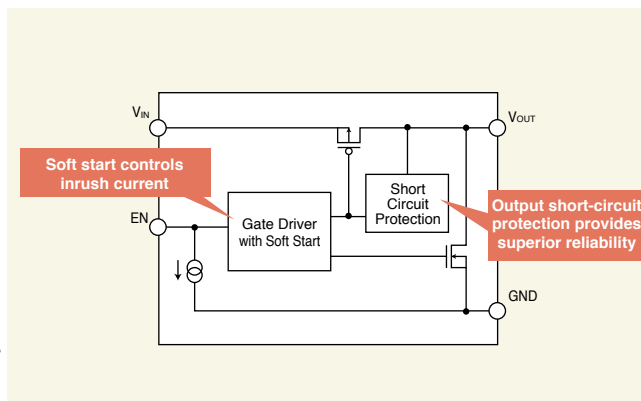 VIN
VOUT
Soft start controls
inrush current
EN
Gate Driver
with Soft Start
Short
Circuit
Protection
Output short-circuit
protection provides
superior reliability
GND